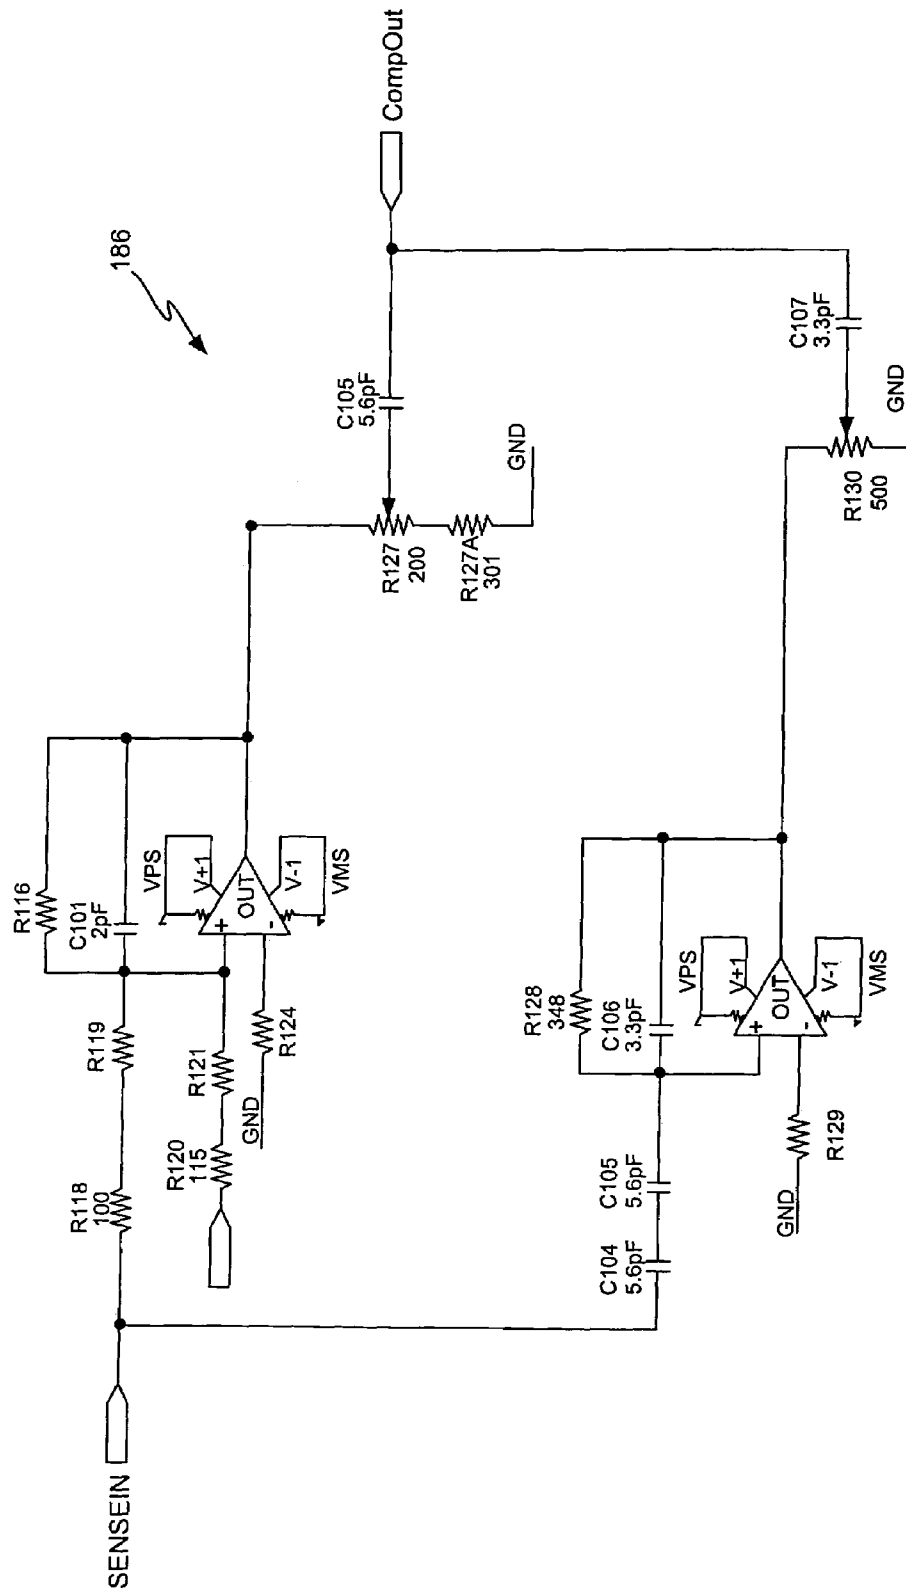 186
SENSEIN
R118
100
R119
R116
C101
2pF
R120
115
R121
GND
R124
VPS
V+1
+
OUT
-
V-1
VMS
R127
200
R127A
301
GND
C105
5.6pF
CompOut
C104
5.6pF
C105
5.6pF
R128
348
C106
3.3pF
GND
R129
VPS
V+1
+
OUT
-
V-1
VMS
R130
500
GND
C107
3.3pF